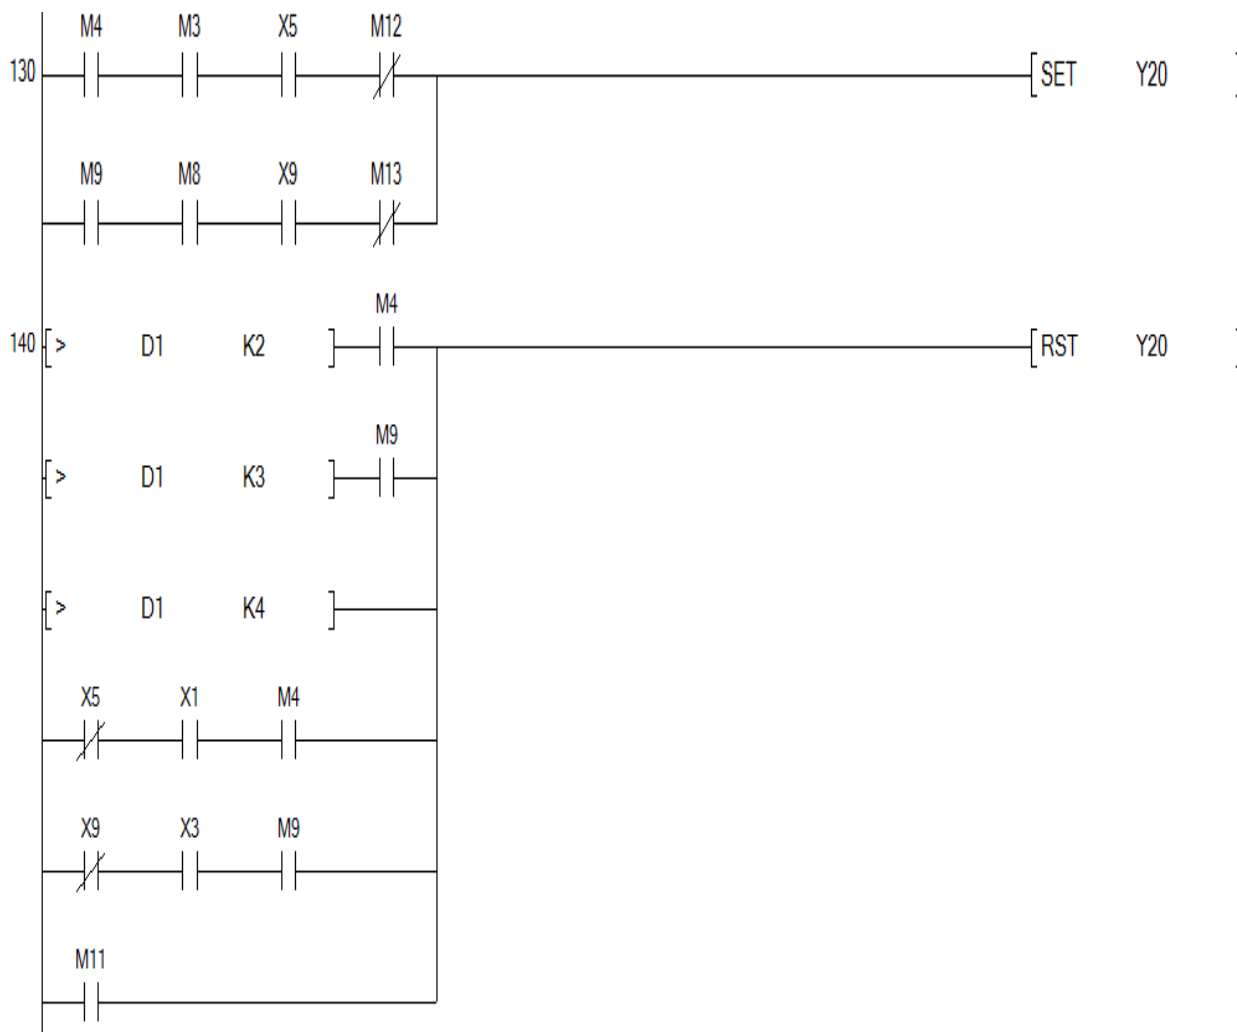 M4 M3 X5 M12
130 [SET Y20 ]
M9 M8 X9 M13
M4
140 [> D1 K2 ] [RST Y20 ]
M9
[> D1 K3 ]
[> D1 K4 ]
X5 X1 M4
X9 X3 M9
M11